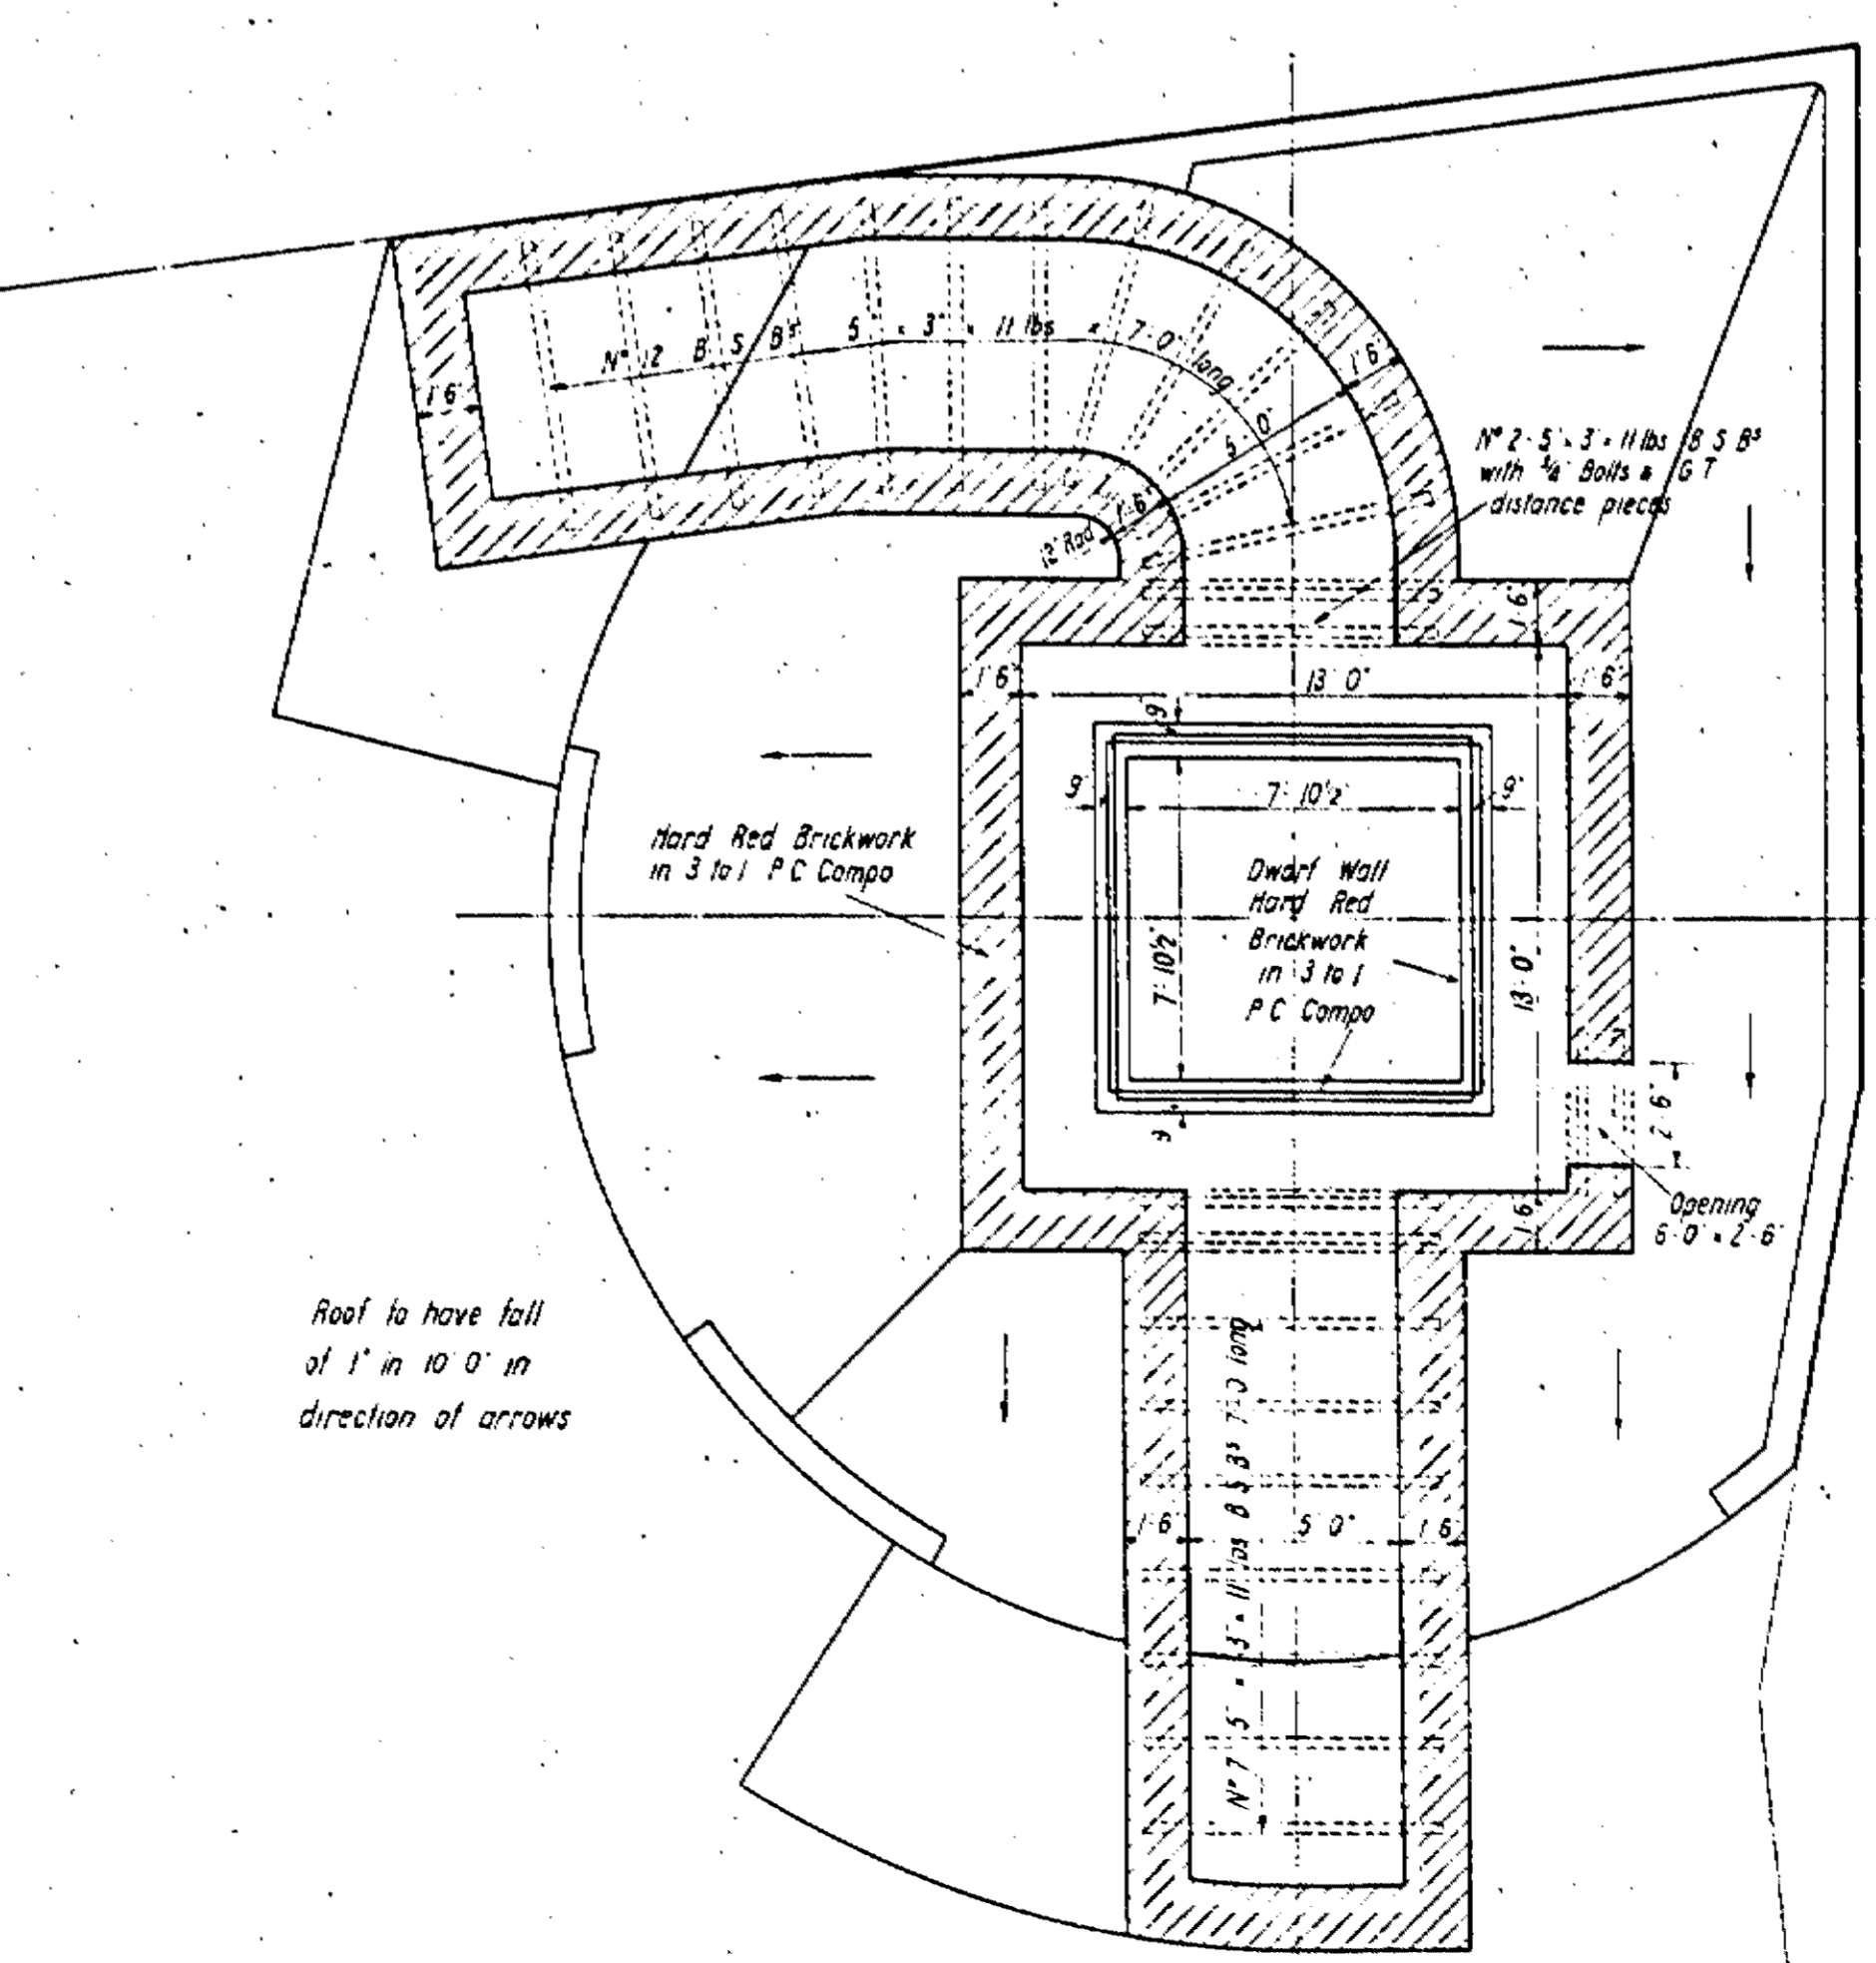 Nº 12 B S Bˢ 5" × 3" × 11 lbs × 7'-0" long
1'6"
1'6"
5'-0"
1'6"
12" Rad
Nº 2-5" × 3" × 11 lbs B S Bˢ
with ¾" Bolts & G T
distance pieces
1'6"
1'6"
13'0"
1'6"
9"
9"
7'10½"
9"
Hard Red Brickwork
in 3 to 1 P C Compo
Dwarf Wall
Hard Red
Brickwork
in 3 to 1
P C Compo
7'10½"
13'-0"
9"
2'6"
1'6"
Opening
6'-0" × 2'-6"
Roof to have fall
of 1" in 10'0" in
direction of arrows
Nº 7 5" × 3" × 11 lbs B S Bˢ 7'-0 long
1'6"
5'0"
1'6"